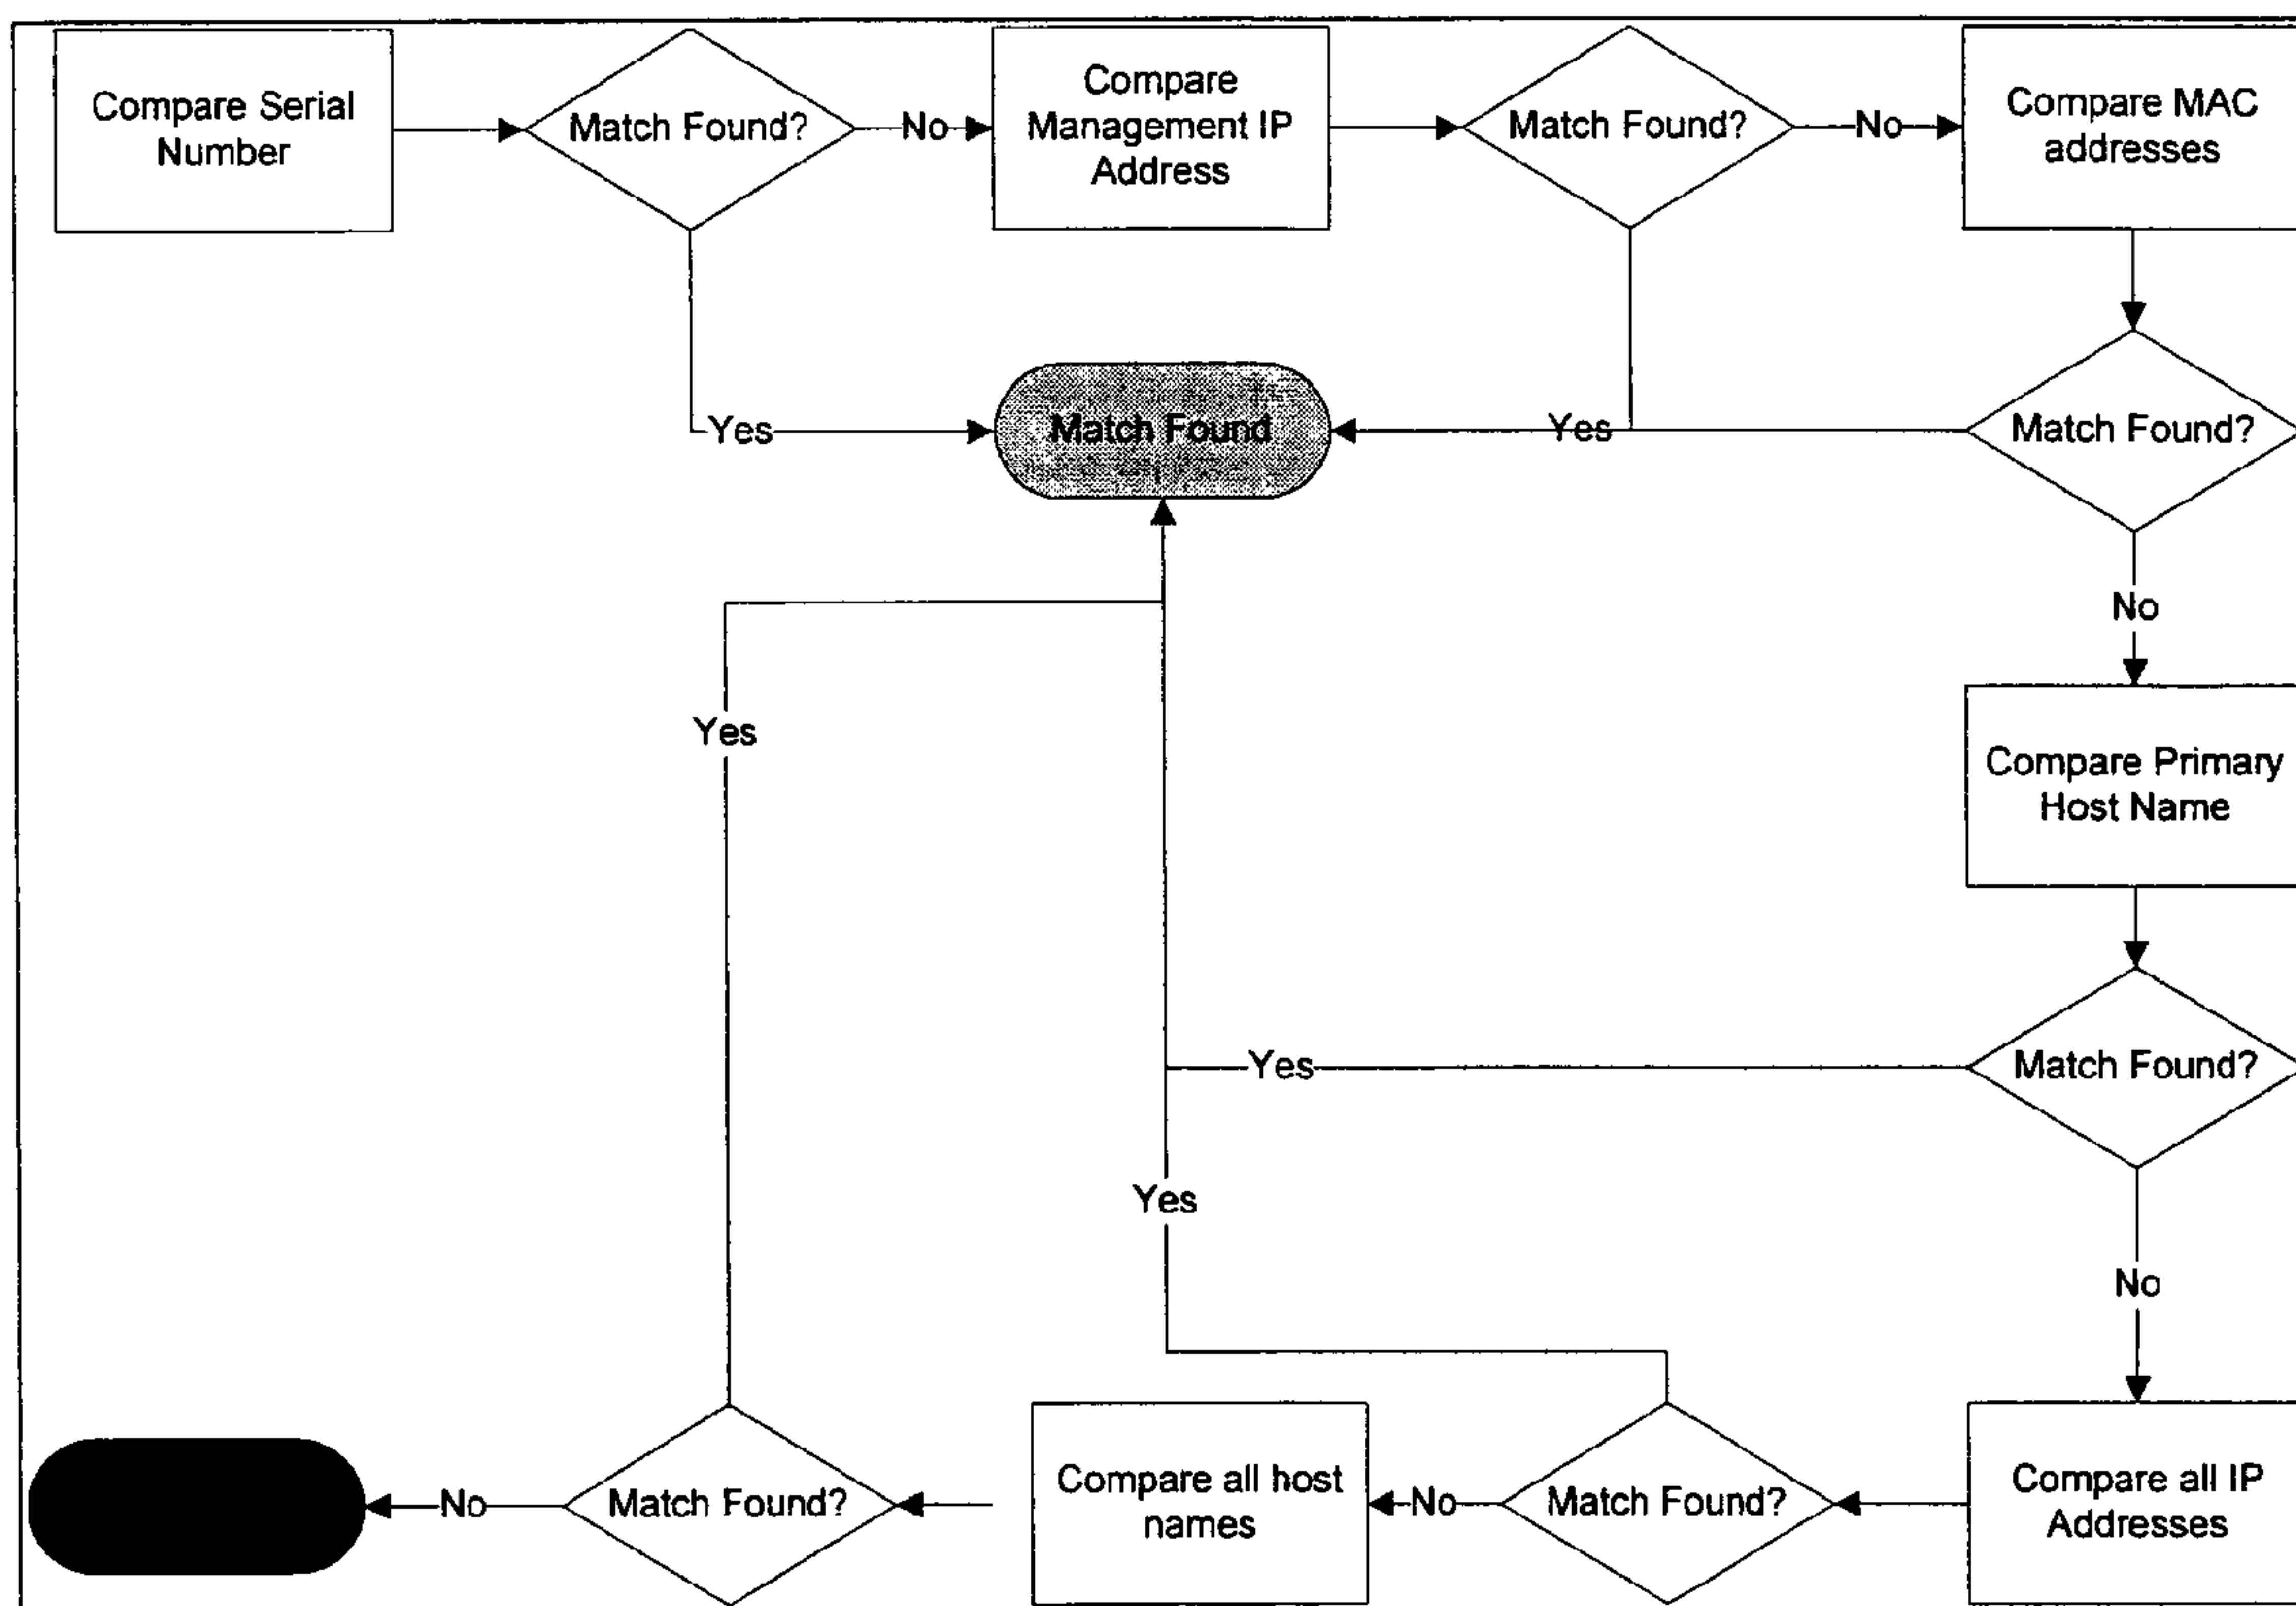 Compare Serial
Number
Match Found?
No
Compare
Management IP
Address
Match Found?
No
Compare MAC
addresses
Yes
Match Found
Yes
Match Found?
No
Yes
Compare Primary
Host Name
Yes
Match Found?
Yes
No
No
Match Found?
Compare all host
names
No
Match Found?
Compare all IP
Addresses